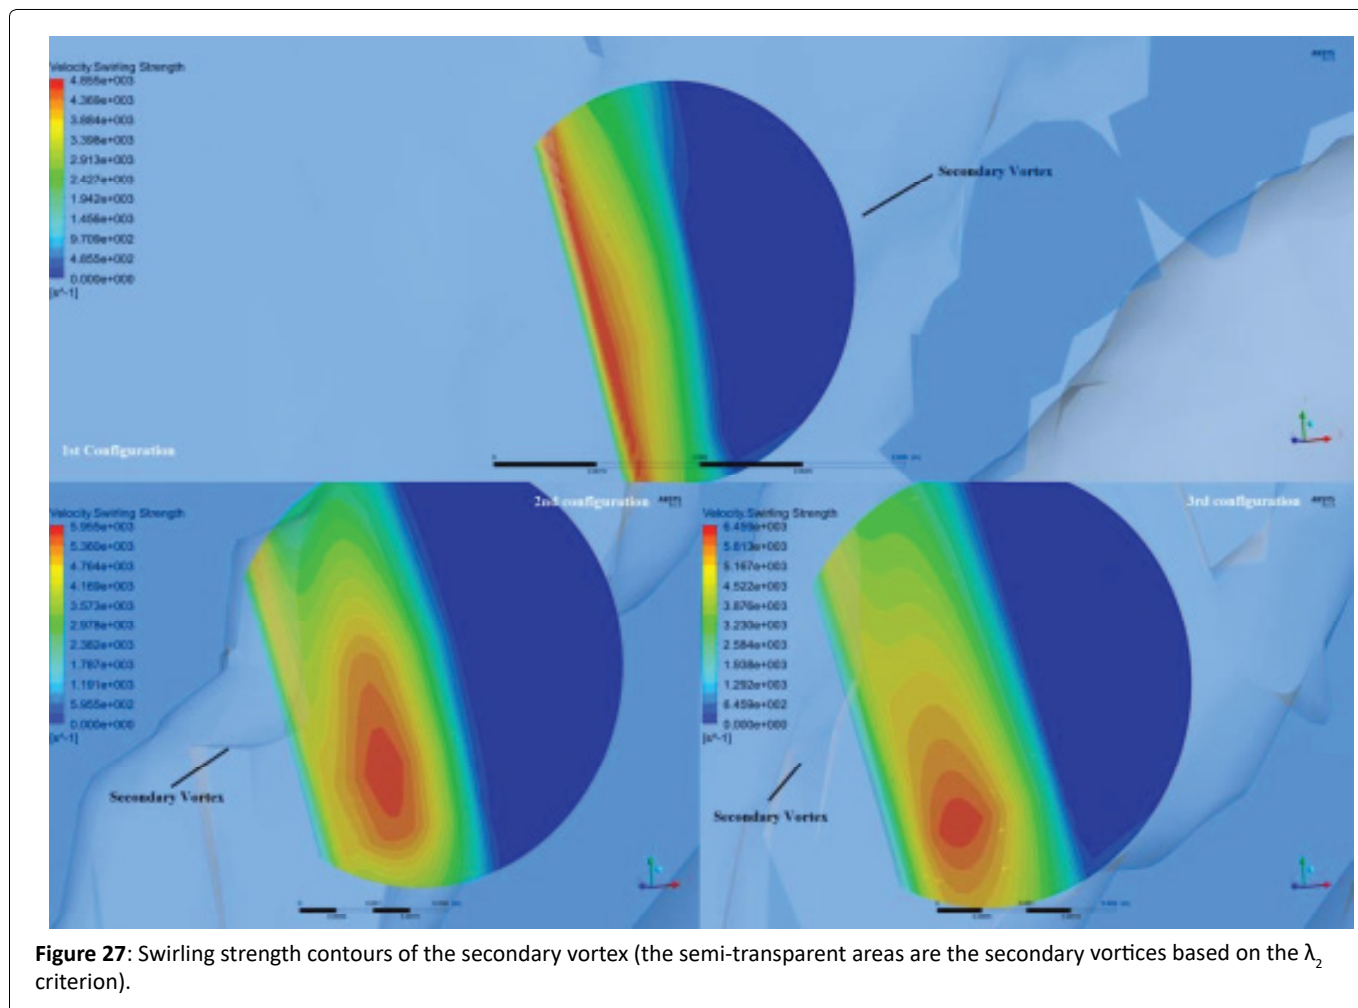 Velocity.Swirling Strength
4.855e+003
4.369e+003
3.884e+003
3.398e+003
2.913e+003
2.427e+003
1.942e+003
1.456e+003
9.709e+002
4.855e+002
0.000e+000
[s^-1]
ANSYS
Secondary Vortex
1st Configuration
0
2nd configuration
ANSYS
Velocity.Swirling Strength
5.955e+003
5.360e+003
4.764e+003
4.169e+003
3.573e+003
2.978e+003
2.382e+003
1.787e+003
1.191e+003
5.955e+002
0.000e+000
[s^-1]
Secondary Vortex
0
3rd configuration
ANSYS
Velocity.Swirling Strength
6.459e+003
5.813e+003
5.167e+003
4.522e+003
3.876e+003
3.230e+003
2.584e+003
1.938e+003
1.292e+003
6.459e+002
0.000e+000
[s^-1]
Secondary Vortex
0
Figure 27: Swirling strength contours of the secondary vortex (the semi-transparent areas are the secondary vortices based on the λ₂
criterion).